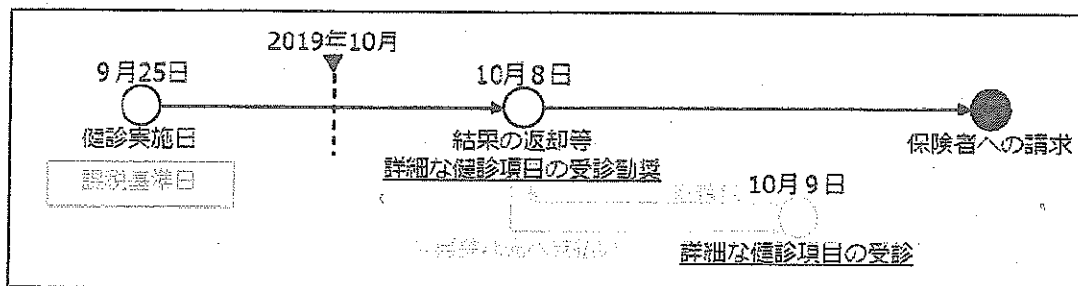 2019年10月
9月25日
10月8日
健診実施日
結果の返却等
保険者への請求
詳細な健診項目の受診勧奨
課税基準日
10月9日
詳細な健診項目の受診